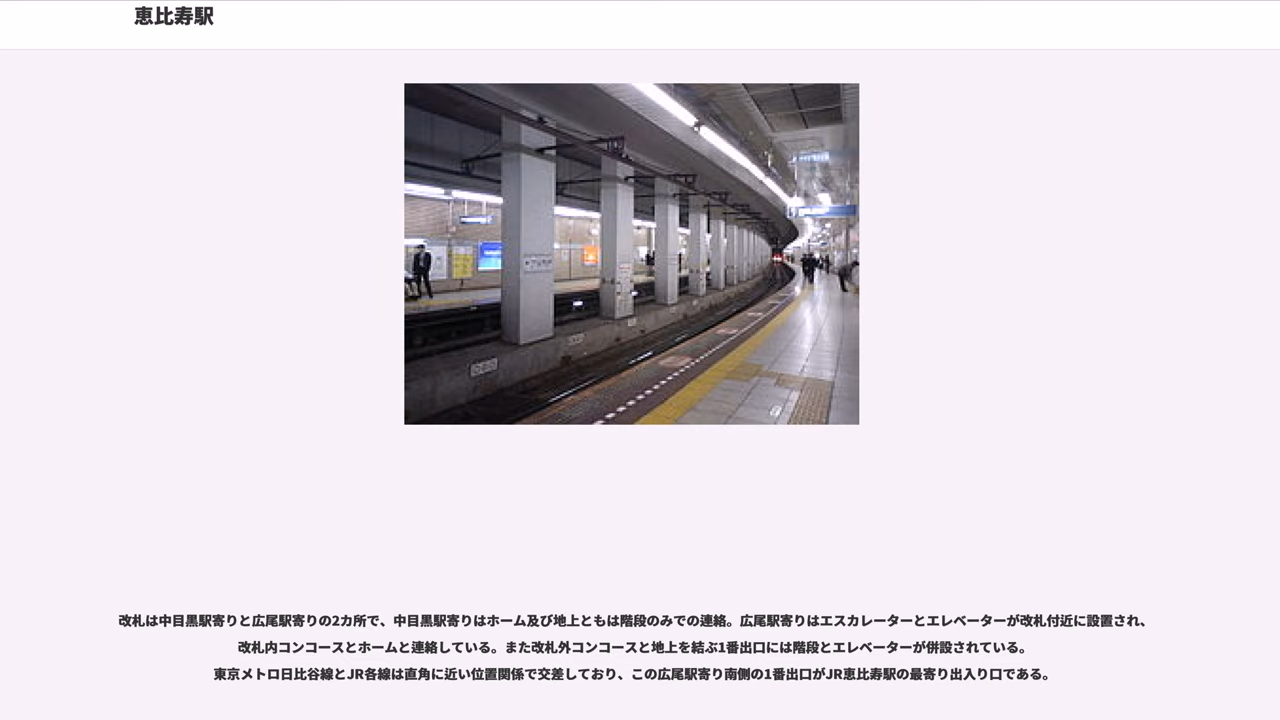 恵比寿駅
改札は中目黒駅寄りと広尾駅寄りの2カ所で、中目黒駅寄りはホーム及び地上ともは階段のみでの連絡。広尾駅寄りはエスカレーターとエレベーターが改札付近に設置され、
改札内コンコースとホームと連絡している。また改札外コンコースと地上を結ぶ1番出口には階段とエレベーターが併設されている。
東京メトロ日比谷線とJR各線は直角に近い位置関係で交差しており、この広尾駅寄り南側の1番出口がJR恵比寿駅の最寄り出入り口である。